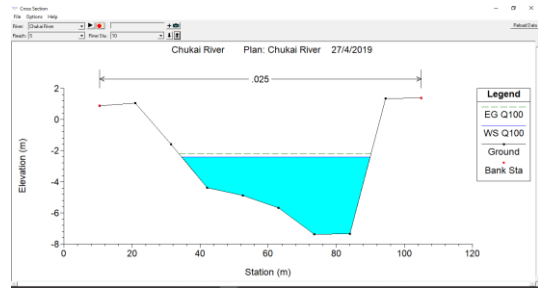 Cross Section
File Options Help
River: Chukai River
Reload Data
Reach: 5 River Sta: 10
Chukai River Plan: Chukai River 27/4/2019
.025
Legend
EG Q100
WS Q100
Ground
Bank Sta
Elevation (m)
2
0
-2
-4
-6
-8
0 20 40 60 80 100 120
Station (m)